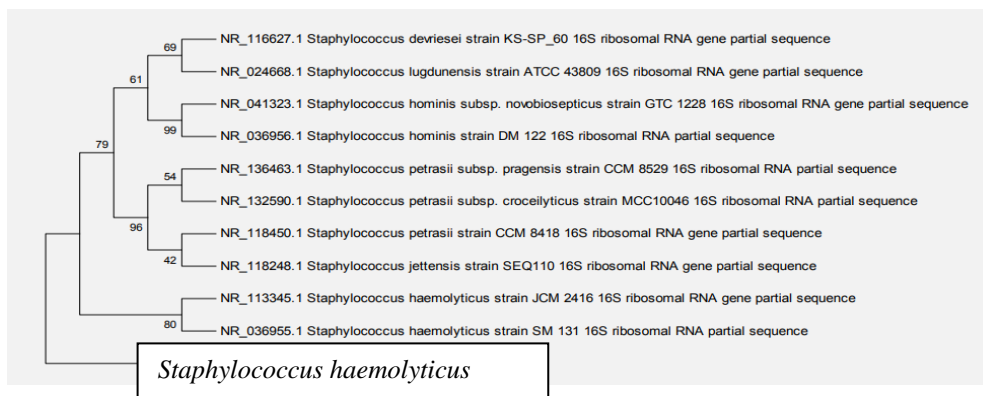 69
NR_116627.1 Staphylococcus devriesei strain KS-SP_60 16S ribosomal RNA gene partial sequence
NR_024668.1 Staphylococcus lugdunensis strain ATCC 43809 16S ribosomal RNA gene partial sequence
61
NR_041323.1 Staphylococcus hominis subsp. novobiosepticus strain GTC 1228 16S ribosomal RNA gene partial sequence
99
NR_036956.1 Staphylococcus hominis strain DM 122 16S ribosomal RNA partial sequence
79
NR_136463.1 Staphylococcus petrasii subsp. pragensis strain CCM 8529 16S ribosomal RNA gene partial sequence
54
NR_132590.1 Staphylococcus petrasii subsp. croceilyticus strain MCC10046 16S ribosomal RNA gene partial sequence
96
NR_118450.1 Staphylococcus petrasii strain CCM 8418 16S ribosomal RNA gene partial sequence
42
NR_118248.1 Staphylococcus jettensis strain SEQ110 16S ribosomal RNA gene partial sequence
NR_113345.1 Staphylococcus haemolyticus strain JCM 2416 16S ribosomal RNA gene partial sequence
80
NR_036955.1 Staphylococcus haemolyticus strain SM 131 16S ribosomal RNA partial sequence
Staphylococcus haemolyticus